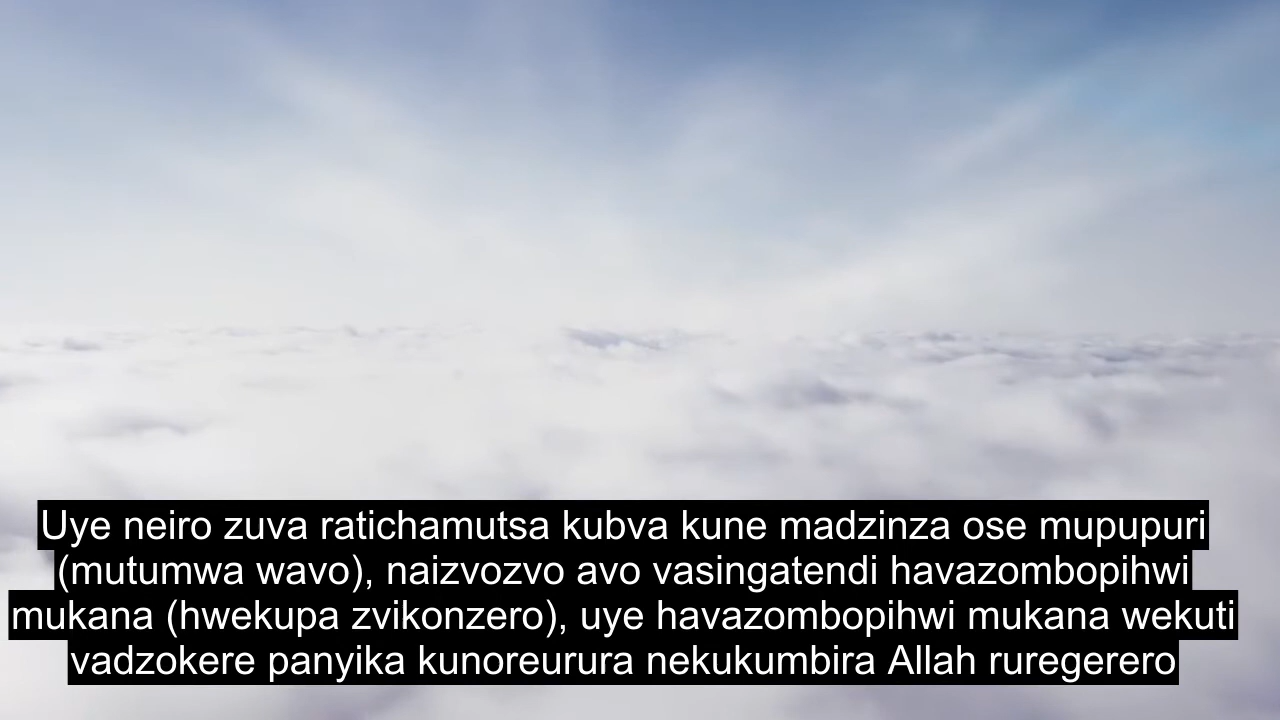 Uye neiro zuva ratichamutsa kubva kune madzinza ose mupupuri
(mutumwa wavo), naizvozvo avo vasingatendi havazombopihwi
mukana (hwekupa zvikonzero), uye havazombopihwi mukana wekuti
vadzokere panyika kunoreurura nekukumbira Allah ruregerero